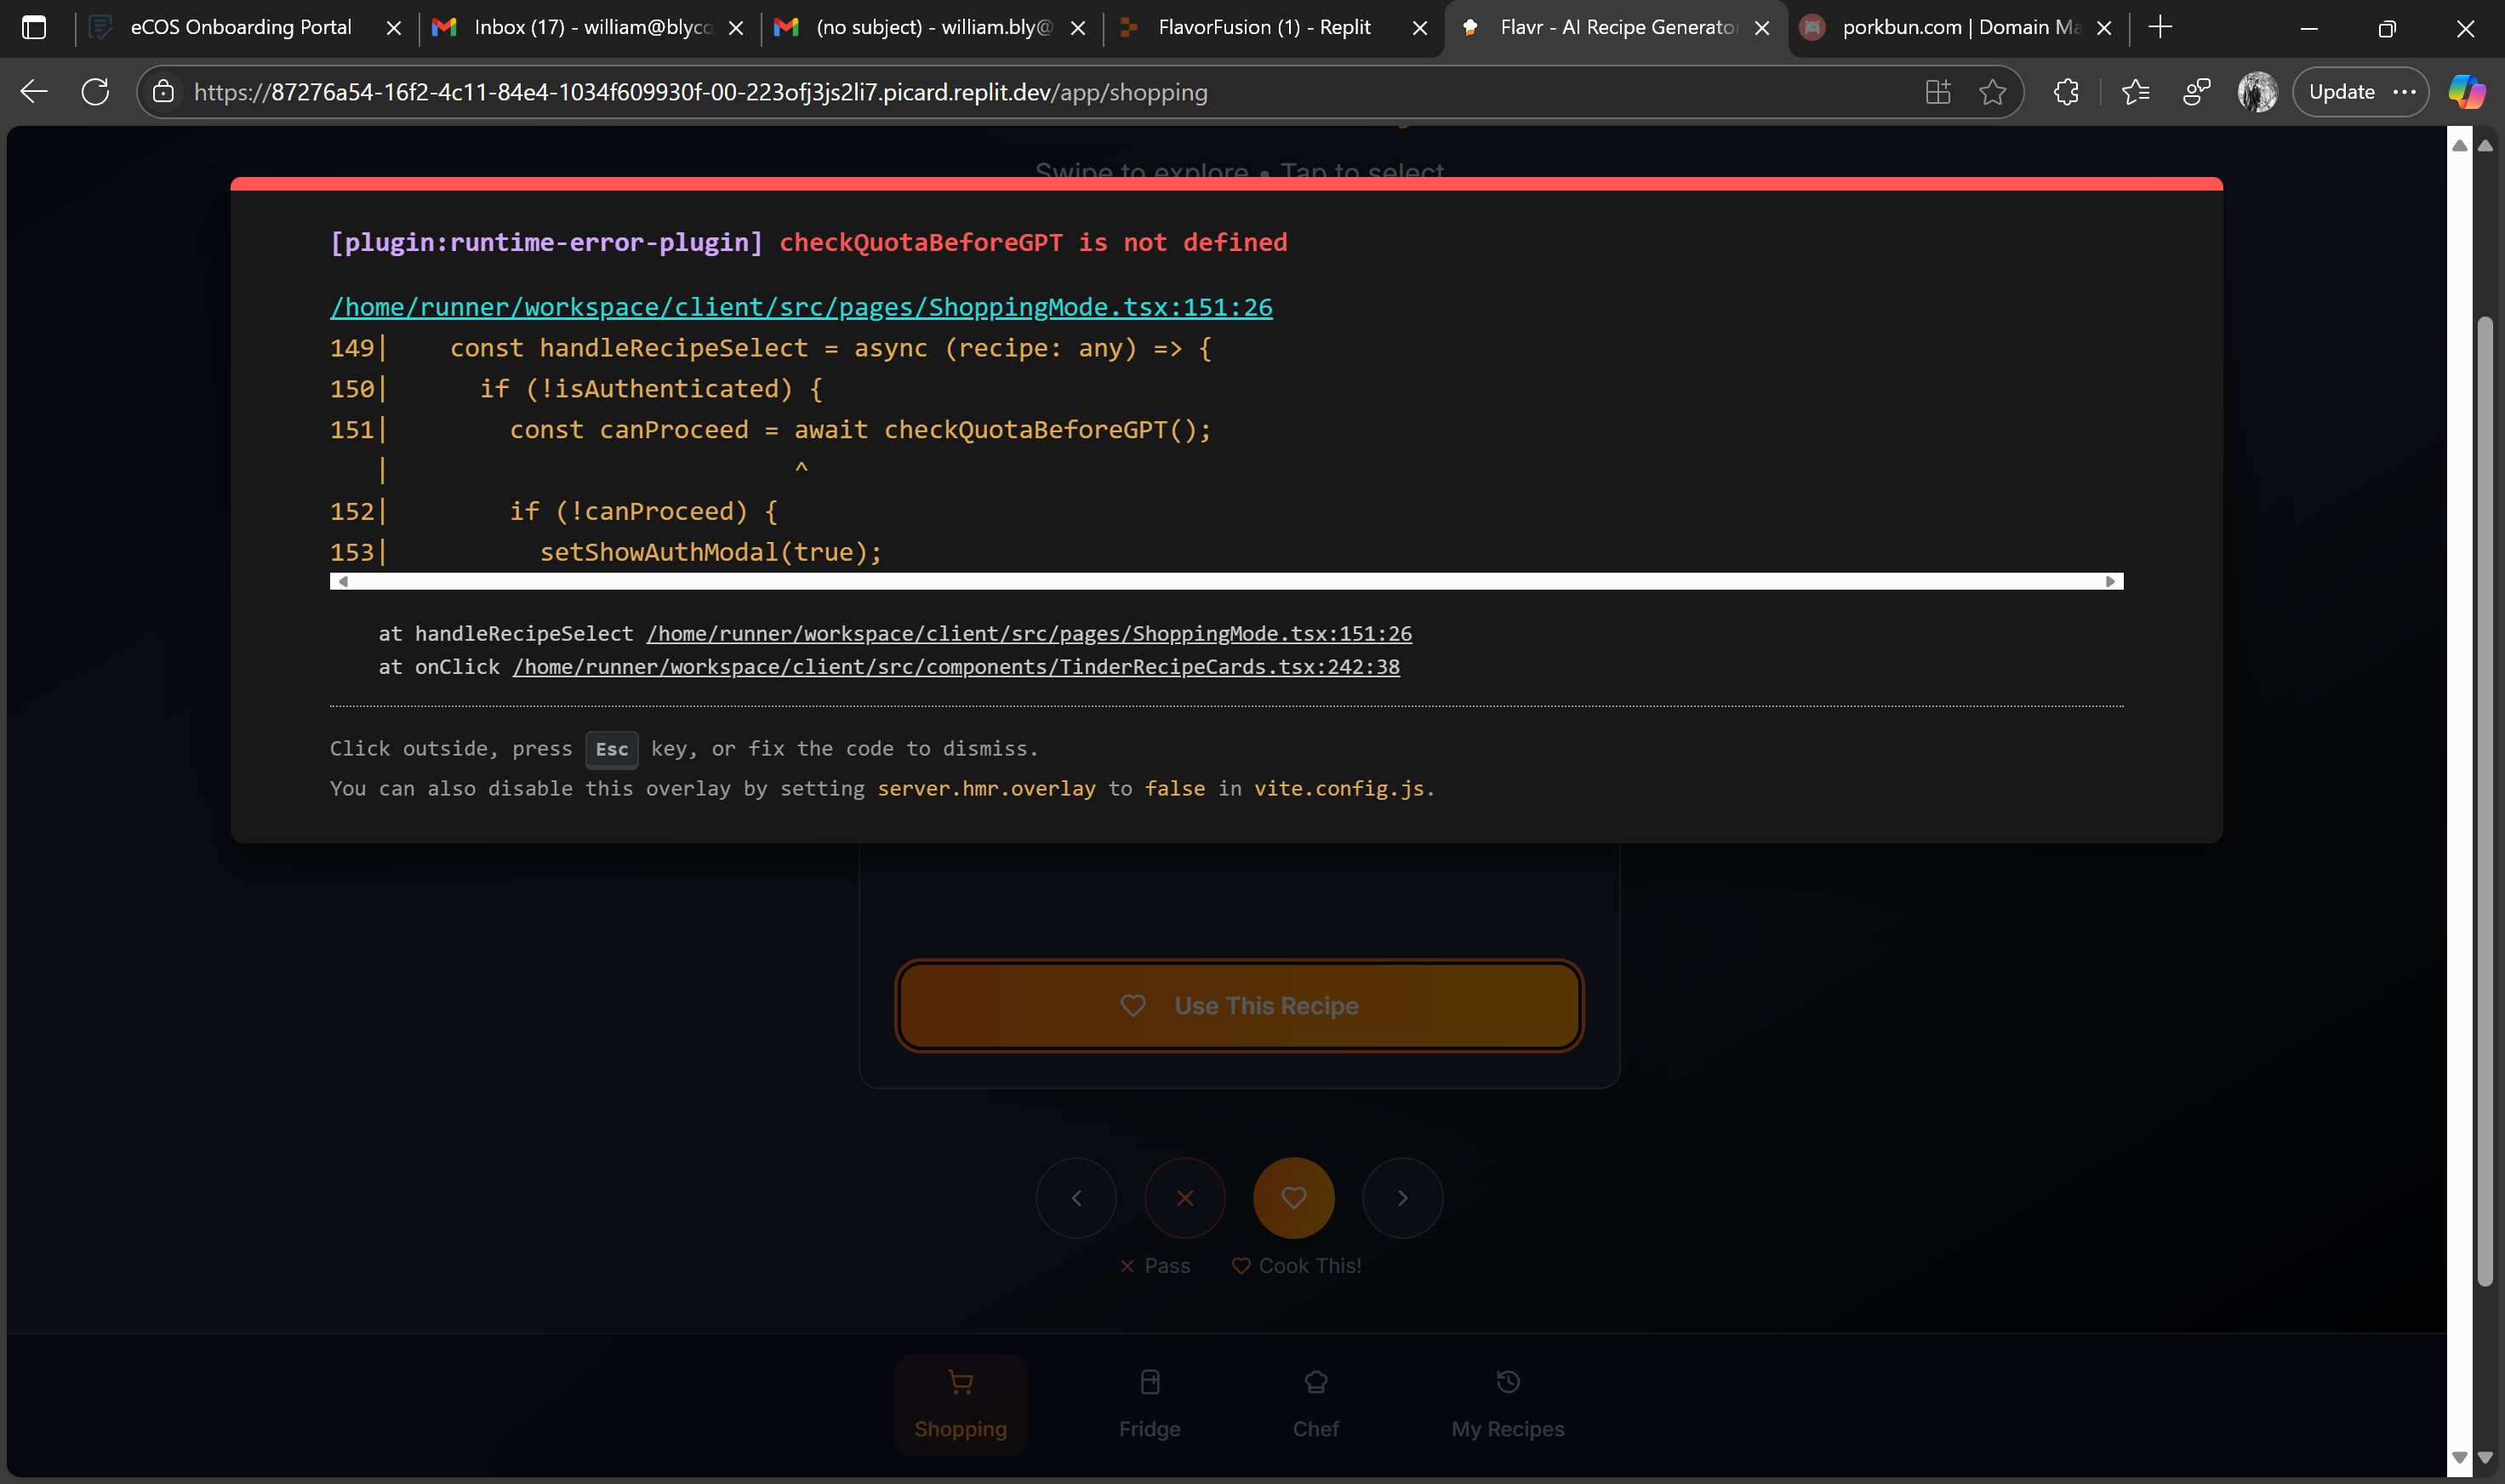 eCOS Onboarding Portal
Inbox (17) - william@blyco
(no subject) - william.bly@
FlavorFusion (1) - Replit
Flavr - AI Recipe Generator
porkbun.com | Domain Ma
https://87276a54-16f2-4c11-84e4-1034f609930f-00-223ofj3js2li7.picard.replit.dev/app/shopping
Update
Swipe to explore • Tap to select
[plugin:runtime-error-plugin] checkQuotaBeforeGPT is not defined
/home/runner/workspace/client/src/pages/ShoppingMode.tsx:151:26
149|    const handleRecipeSelect = async (recipe: any) => {
150|      if (!isAuthenticated) {
151|        const canProceed = await checkQuotaBeforeGPT();
   |                           ^
152|        if (!canProceed) {
153|          setShowAuthModal(true);
at handleRecipeSelect /home/runner/workspace/client/src/pages/ShoppingMode.tsx:151:26
at onClick /home/runner/workspace/client/src/components/TinderRecipeCards.tsx:242:38
Click outside, press Esc key, or fix the code to dismiss.
You can also disable this overlay by setting server.hmr.overlay to false in vite.config.js.
Use This Recipe
Pass
Cook This!
Shopping
Fridge
Chef
My Recipes